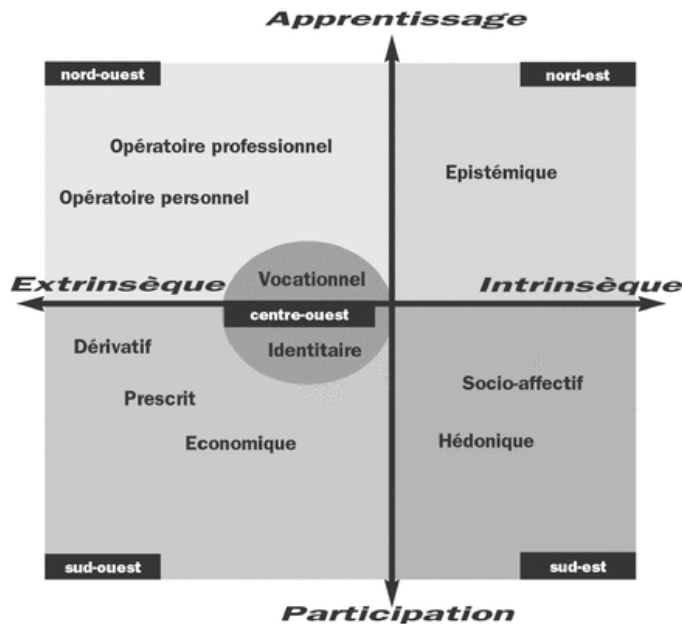 Apprentissage
nord-ouest
nord-est
Opératoire professionnel
Epistémique
Opératoire personnel
Vocationnel
Extrinsèque
Intrinsèque
centre-ouest
Dérivatif
Identitaire
Socio-affectif
Prescrit
Economique
Hédonique
sud-ouest
sud-est
Participation